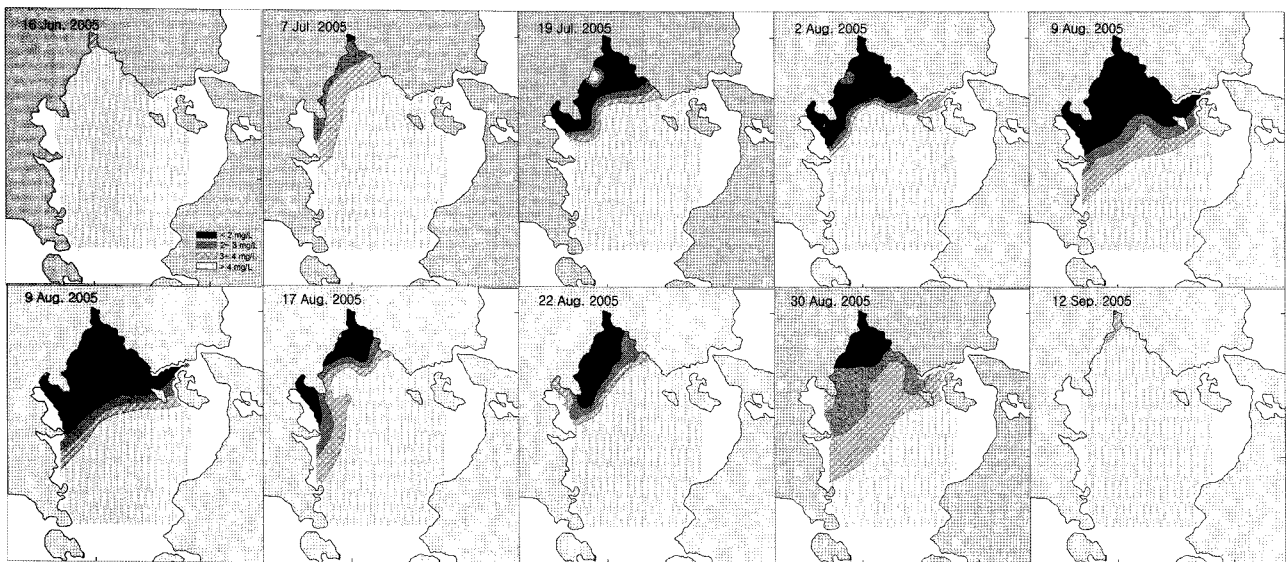 16 Jun. 2005
7 Jul. 2005
19 Jul. 2005
2 Aug. 2005
9 Aug. 2005
< 2 mg/L
2~ 3 mg/L
3~ 4 mg/L
> 4 mg/L
9 Aug. 2005
17 Aug. 2005
22 Aug. 2005
30 Aug. 2005
12 Sep. 2005